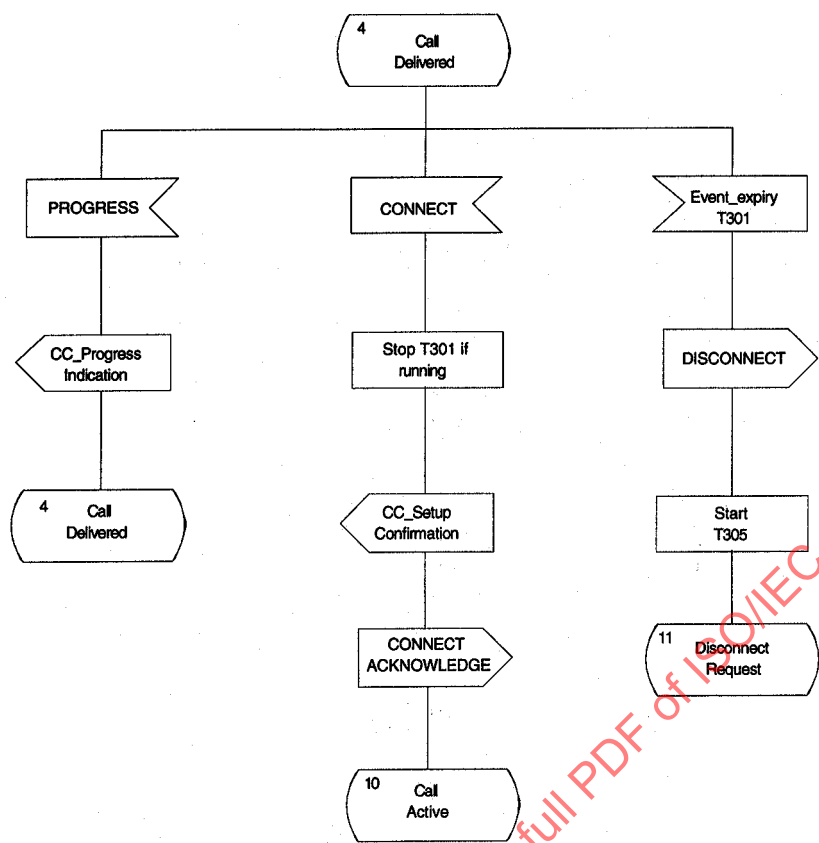 4
Call
Delivered
PROGRESS
CONNECT
Event_expiry
T301
CC_Progress
Indication
Stop T301 if
running
DISCONNECT
4
Call
Delivered
CC_Setup
Confirmation
Start
T305
CONNECT
ACKNOWLEDGE
11
Disconnect
Request
10
Call
Active
full PDF of ISO/IEC